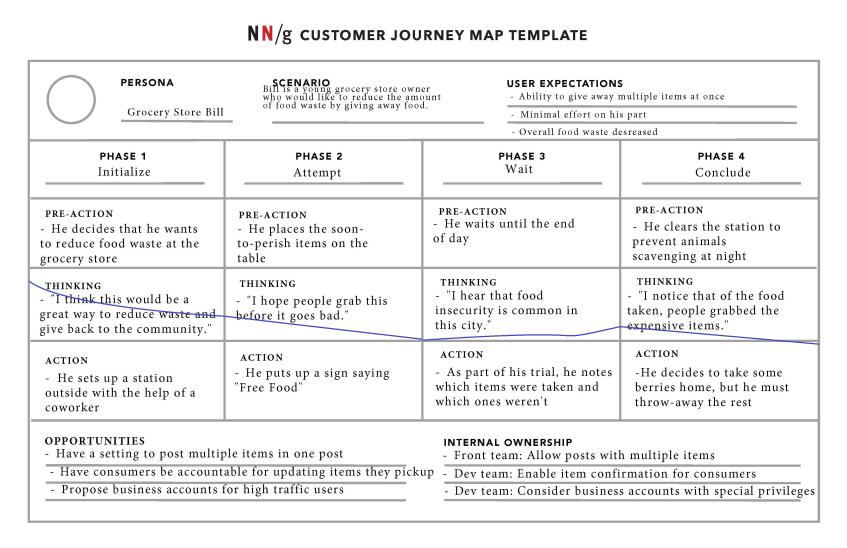 NN/g CUSTOMER JOURNEY MAP TEMPLATE
PERSONA
Grocery Store Bill
SCENARIO
Bill is a young grocery store owner
who would like to reduce the amount
of food waste by giving away food.
USER EXPECTATIONS
- Ability to give away multiple items at once
- Minimal effort on his part
- Overall food waste desreased
PHASE 1
Initialize
PHASE 2
Attempt
PHASE 3
Wait
PHASE 4
Conclude
PRE-ACTION
- He decides that he wants
to reduce food waste at the
grocery store
PRE-ACTION
- He places the soon-
to-perish items on the
table
PRE-ACTION
- He waits until the end
of day
PRE-ACTION
- He clears the station to
prevent animals
scavenging at night
THINKING
- "I think this would be a
great way to reduce waste and
give back to the community."
THINKING
- "I hope people grab this
before it goes bad."
THINKING
- "I hear that food
insecurity is common in
this city."
THINKING
- "I notice that of the food
taken, people grabbed the
expensive items."
ACTION
- He sets up a station
outside with the help of a
coworker
ACTION
- He puts up a sign saying
"Free Food"
ACTION
- As part of his trial, he notes
which items were taken and
which ones weren't
ACTION
-He decides to take some
berries home, but he must
throw-away the rest
OPPORTUNITIES
- Have a setting to post multiple items in one post
- Have consumers be accountable for updating items they pickup
- Propose business accounts for high traffic users
INTERNAL OWNERSHIP
- Front team: Allow posts with multiple items
- Dev team: Enable item confirmation for consumers
- Dev team: Consider business accounts with special privileges